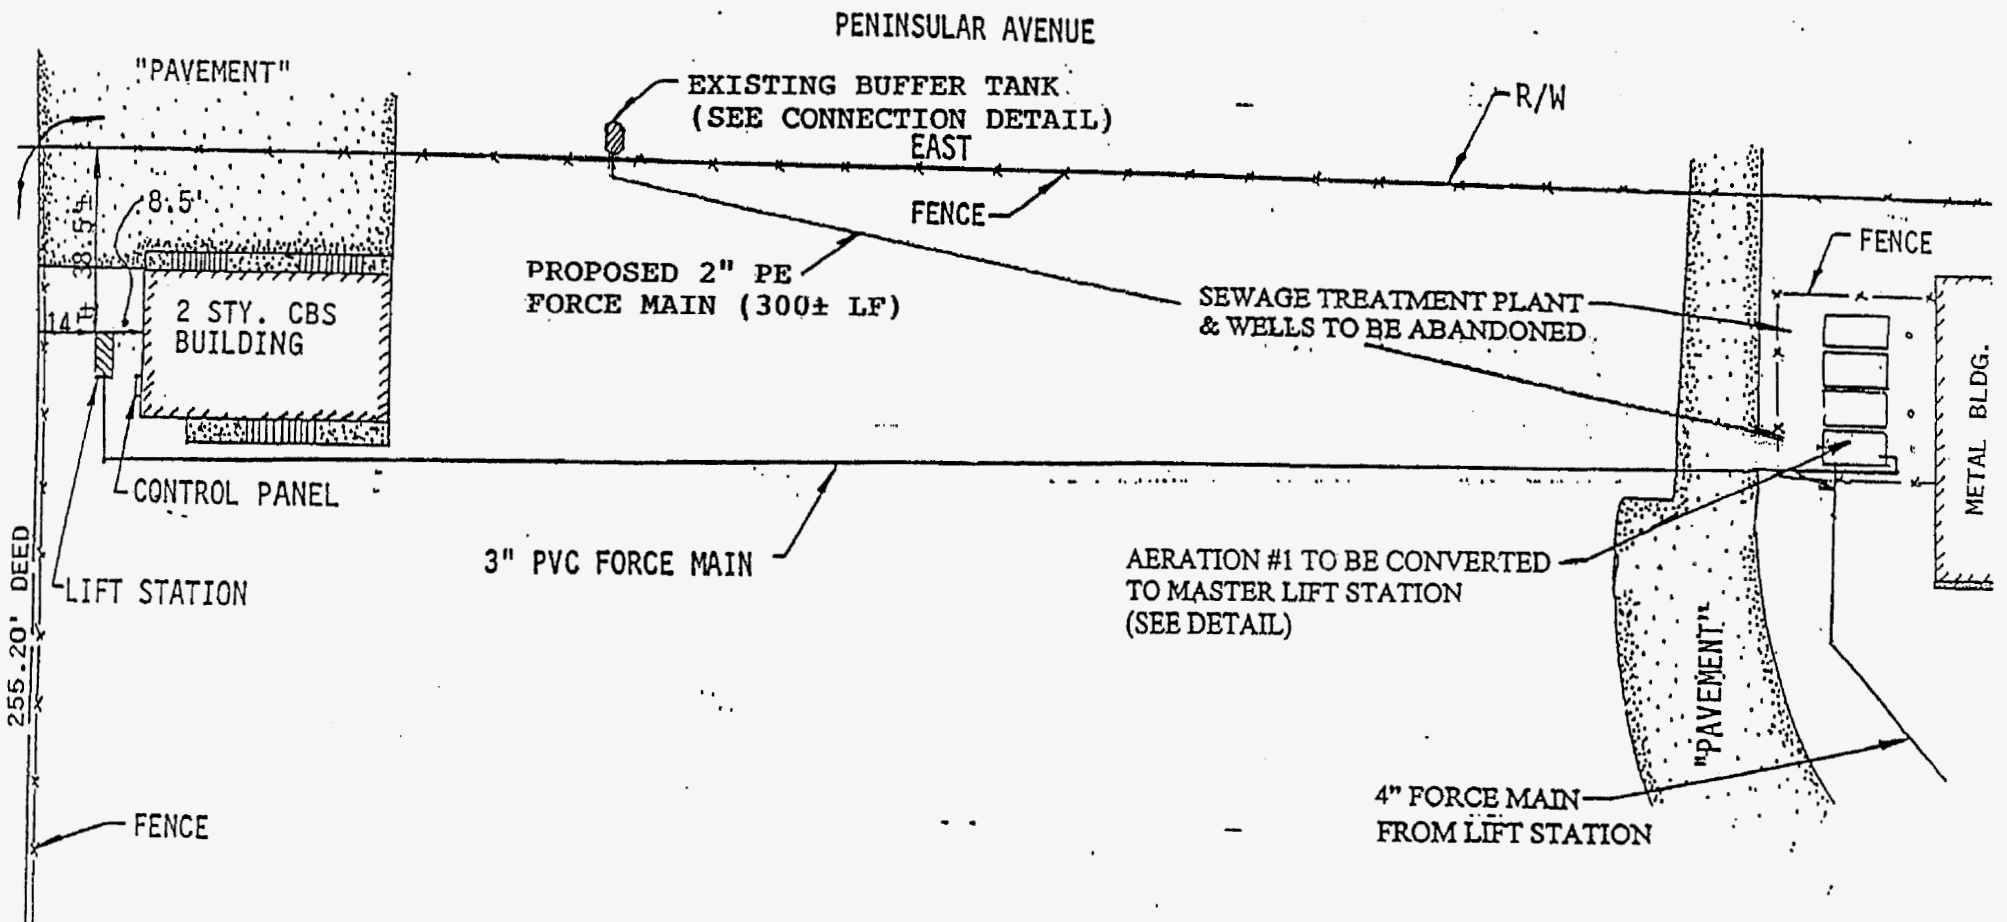 PENINSULAR AVENUE
"PAVEMENT"
EXISTING BUFFER TANK
(SEE CONNECTION DETAIL)
EAST
R/W
8.5'
FENCE
FENCE
38.5'±
PROPOSED 2" PE
FORCE MAIN (300± LF)
SEWAGE TREATMENT PLANT
& WELLS TO BE ABANDONED
14'±
2 STY. CBS
BUILDING
METAL BLDG.
CONTROL PANEL
3" PVC FORCE MAIN
AERATION #1 TO BE CONVERTED
TO MASTER LIFT STATION
(SEE DETAIL)
LIFT STATION
255.20' DEED
"PAVEMENT"
4" FORCE MAIN
FROM LIFT STATION
FENCE